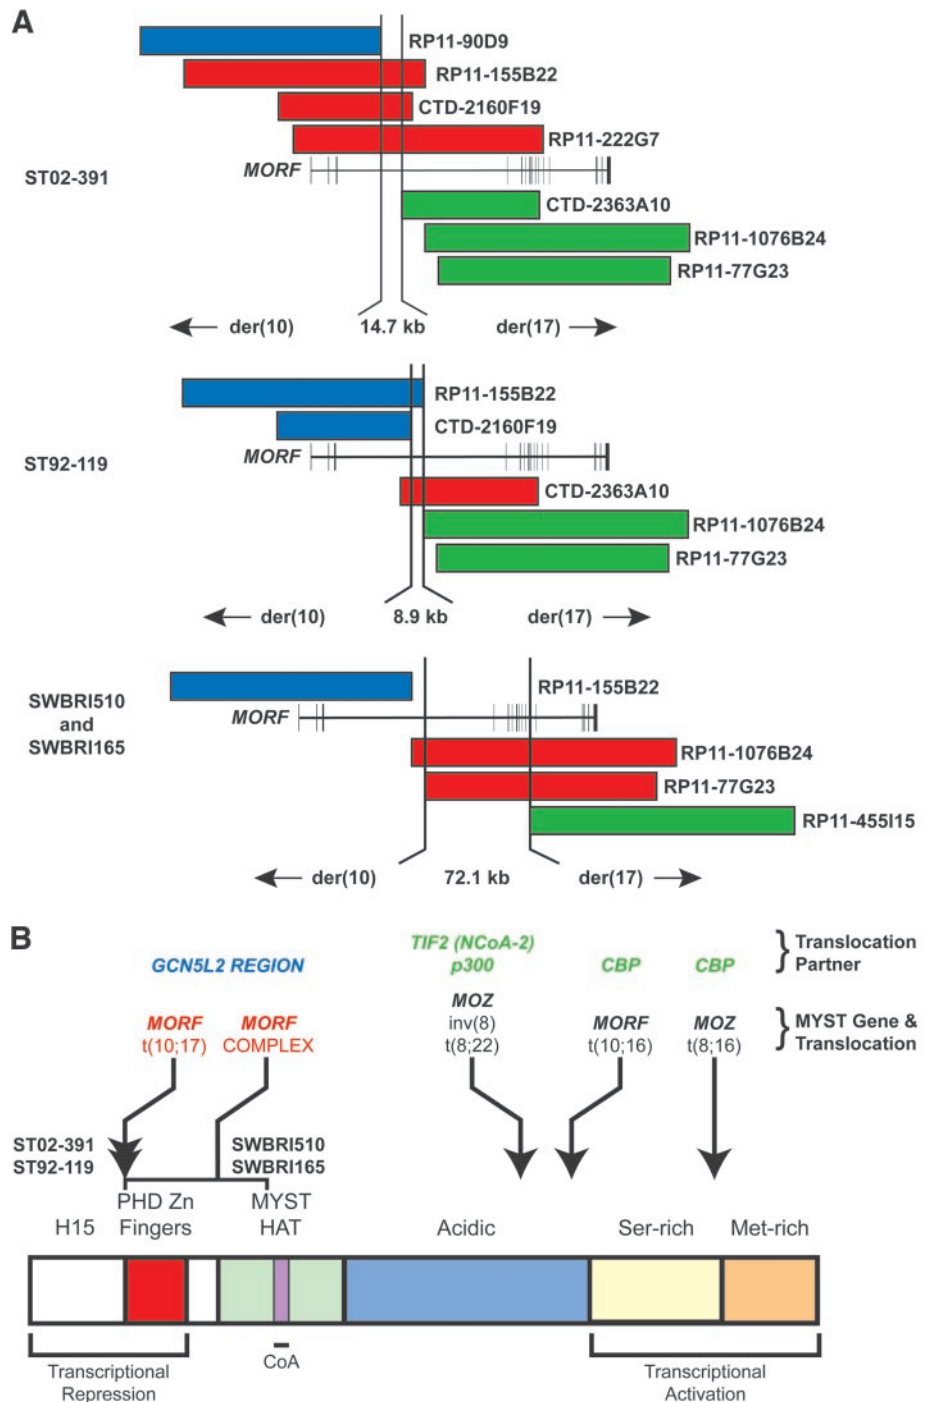 A
RP11-90D9
RP11-155B22
CTD-2160F19
RP11-222G7
MORF
ST02-391
CTD-2363A10
RP11-1076B24
RP11-77G23
der(10)
14.7 kb
der(17)
RP11-155B22
CTD-2160F19
MORF
ST92-119
CTD-2363A10
RP11-1076B24
RP11-77G23
der(10)
8.9 kb
der(17)
SWBRI510
and
SWBRI165
RP11-155B22
MORF
RP11-1076B24
RP11-77G23
RP11-455I15
der(10)
72.1 kb
der(17)
B
GCN5L2 REGION
TIF2 (NCoA-2)
p300
CBP
CBP
} Translocation
Partner
MORF
t(10;17)
MORF
COMPLEX
MOZ
inv(8)
t(8;22)
MORF
t(10;16)
MOZ
t(8;16)
} MYST Gene &
Translocation
ST02-391
ST92-119
SWBRI510
SWBRI165
H15
PHD Zn
Fingers
MYST
HAT
Acidic
Ser-rich
Met-rich
CoA
Transcriptional
Repression
Transcriptional
Activation